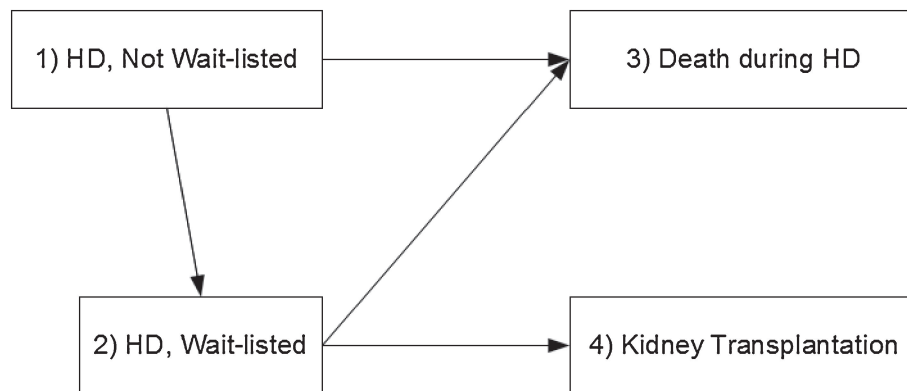 1) HD, Not Wait-listed
3) Death during HD
2) HD, Wait-listed
4) Kidney Transplantation